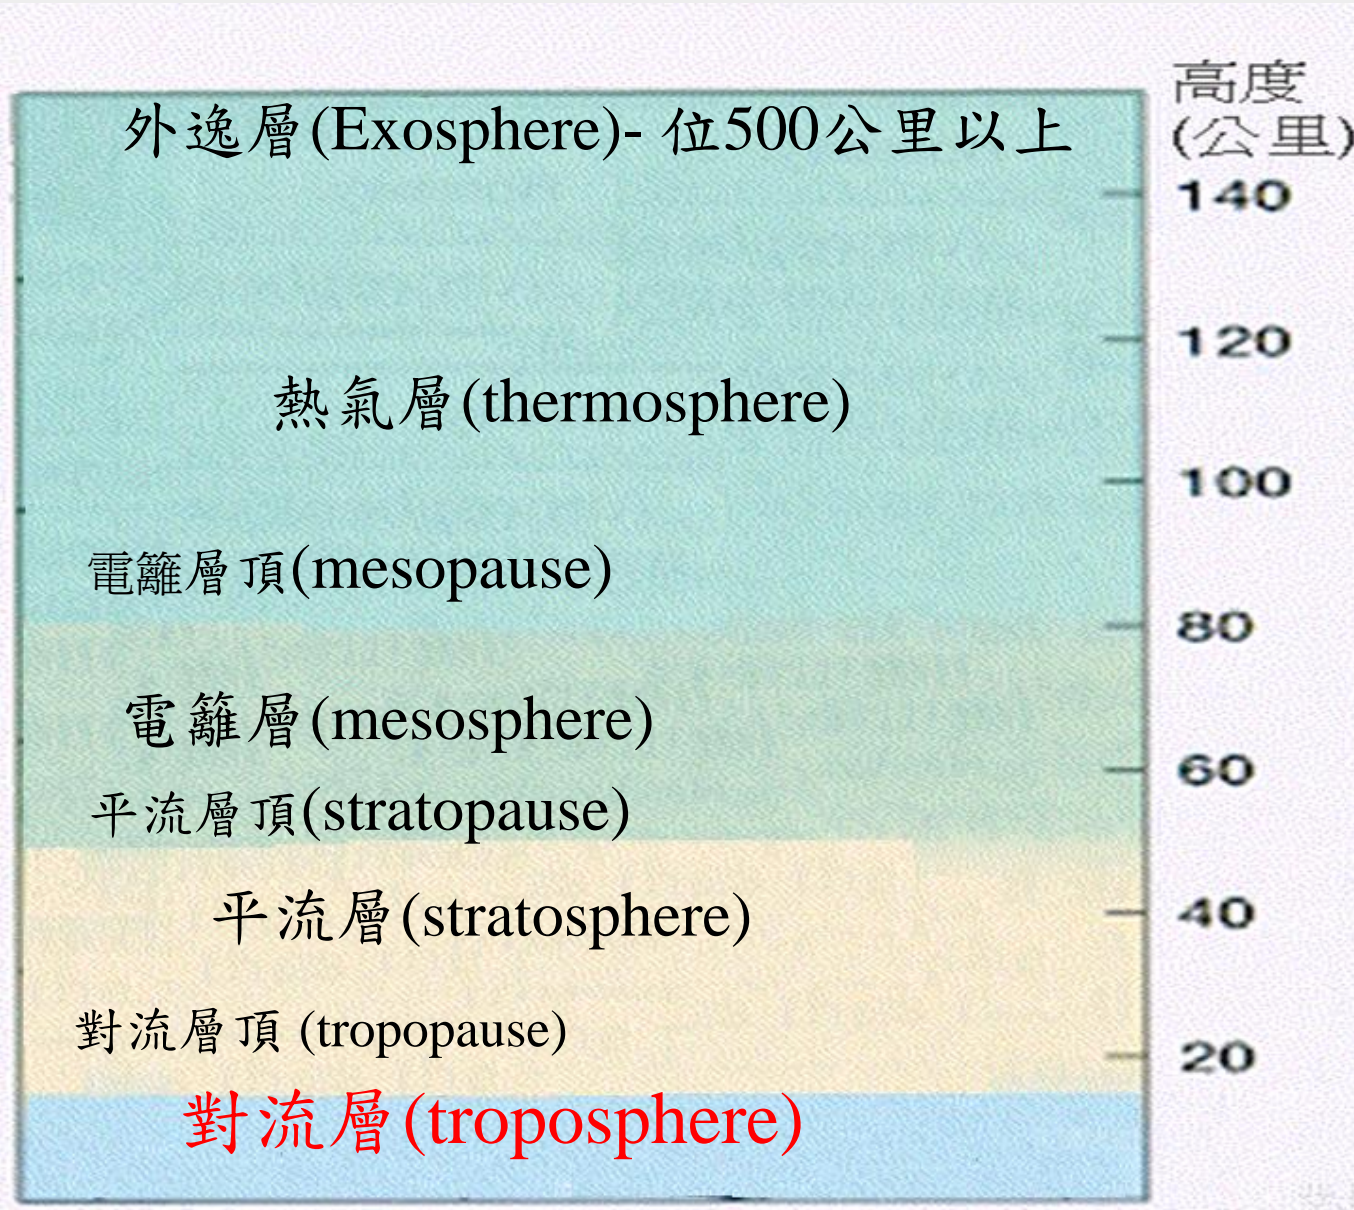 高度
(公里)
外逸層(Exosphere)- 位500公里以上
140
120
熱氣層(thermosphere)
100
電籬層頂(mesopause)
80
電籬層(mesosphere)
60
平流層頂(stratopause)
平流層(stratosphere)
40
對流層頂 (tropopause)
20
對流層(troposphere)